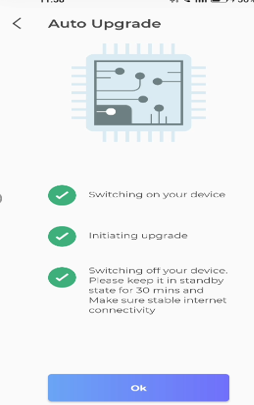 Auto Upgrade
Switching on your device
Initiating upgrade
Switching off your device.
Please keep it in standby
state for 30 mins and
Make sure stable internet
connectivity
Ok